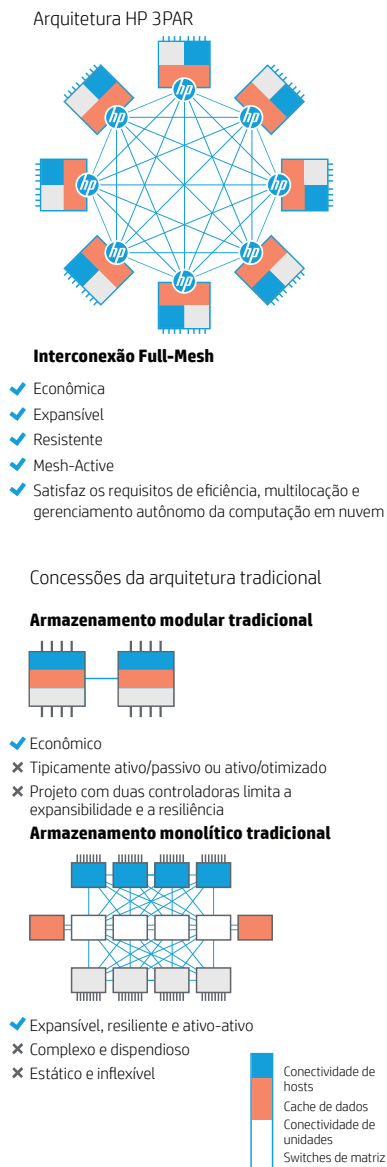 Arquitetura HP 3PAR
hp
hp
hp
hp
hp
hp
hp
hp
Interconexão Full-Mesh
Econômica
Expansível
Resistente
Mesh-Active
Satisfaz os requisitos de eficiência, multilocação e
gerenciamento autônomo da computação em nuvem
Concessões da arquitetura tradicional
Armazenamento modular tradicional
Econômico
Tipicamente ativo/passivo ou ativo/otimizado
Projeto com duas controladoras limita a
expansibilidade e a resiliência
Armazenamento monolítico tradicional
Expansível, resiliente e ativo-ativo
Complexo e dispendioso
Estático e inflexível
Conectividade de
hosts
Cache de dados
Conectividade de
unidades
Switches de matriz